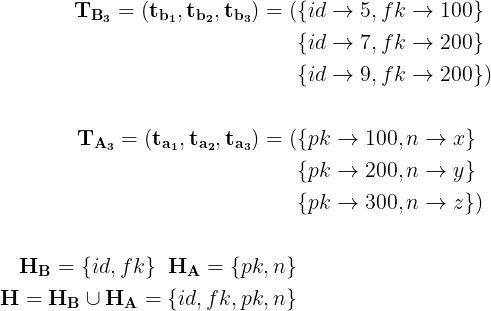 T_{B_3} = (t_{b_1}, t_{b_2}, t_{b_3}) = ({id → 5, fk → 100}
{id → 7, fk → 200}
{id → 9, fk → 200})
T_{A_3} = (t_{a_1}, t_{a_2}, t_{a_3}) = ({pk → 100, n → x}
{pk → 200, n → y}
{pk → 300, n → z})
H_B = {id, fk} H_A = {pk, n}
H = H_B ∪ H_A = {id, fk, pk, n}